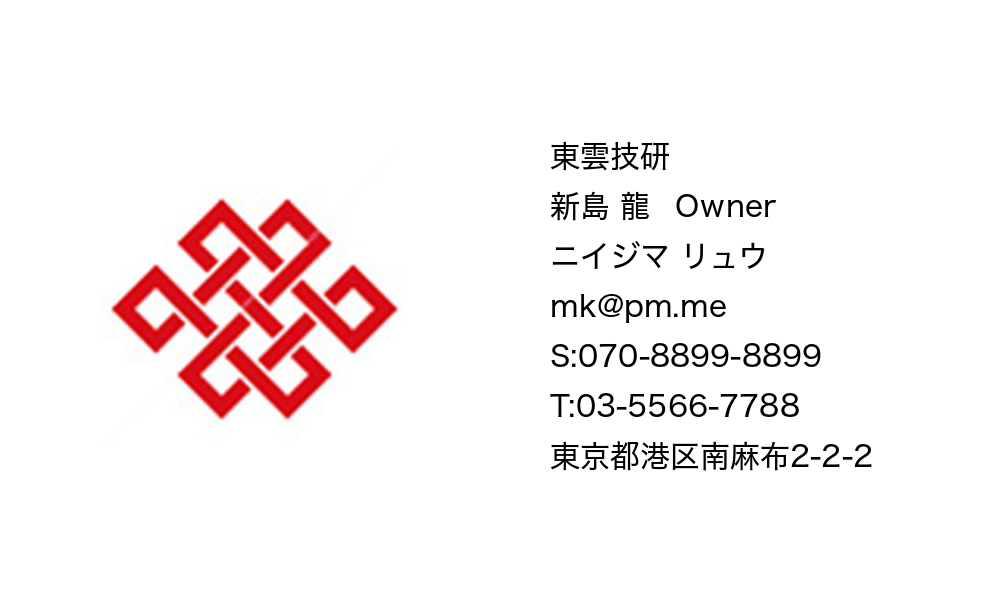 東雲技研
新島 龍 Owner
ニイジマ リュウ
mk@pm.me
S:070-8899-8899
T:03-5566-7788
東京都港区南麻布2-2-2